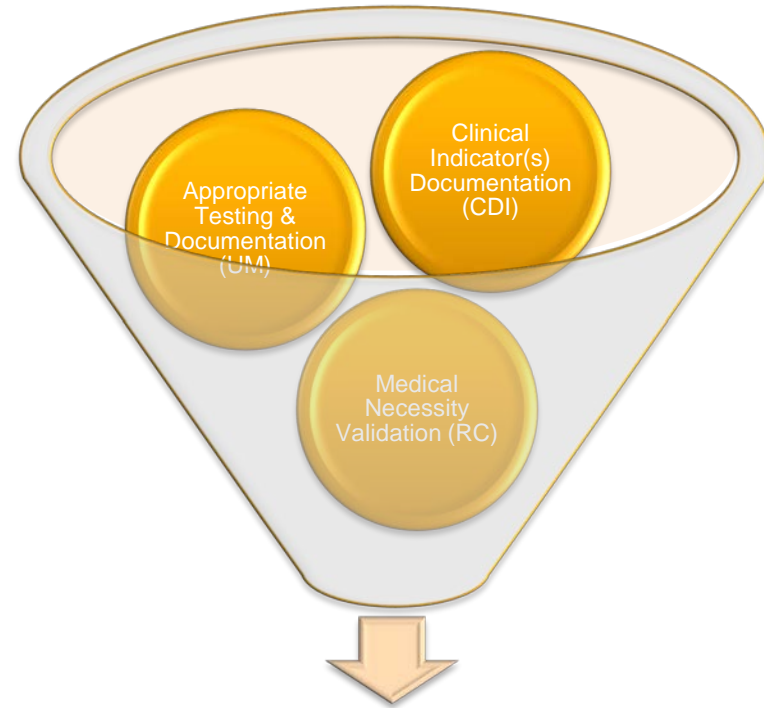 Clinical
Indicator(s)
Documentation
(CDI)
Appropriate
Testing &
Documentation
(UM)
Medical
Necessity
Validation (RC)